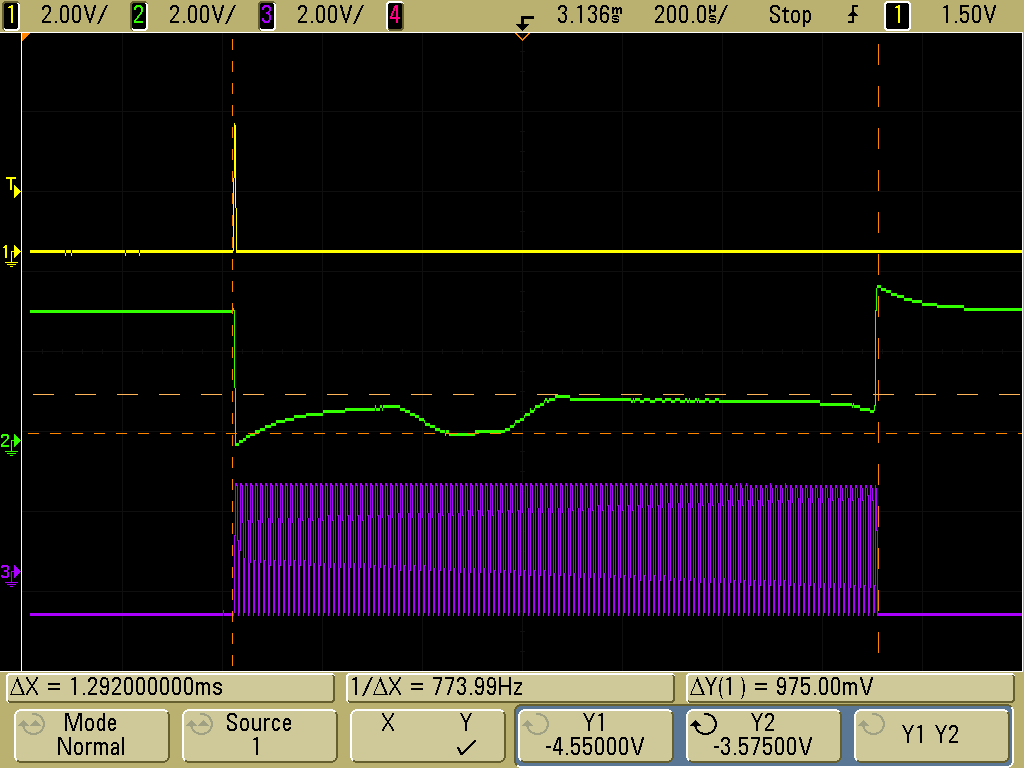 1 2.00V/ 2 2.00V/ 3 2.00V/ 4 3.136ms 200.0µs/ Stop 1 1.50V
T
1
2
3
ΔX = 1.292000000ms 1/ΔX = 773.99Hz ΔY(1) = 975.00mV
Mode Source X Y Y1 Y2 Y1 Y2
Normal 1 -4.55000V -3.57500V